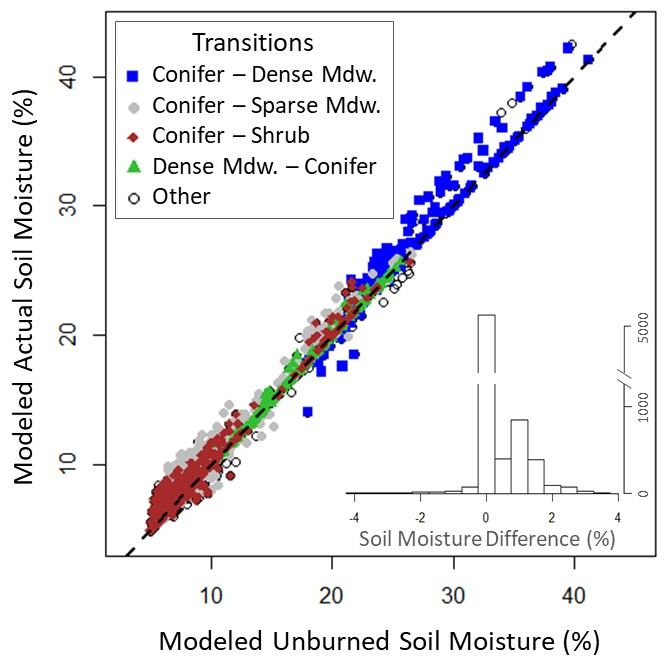 Transitions
Conifer – Dense Mdw.
Conifer – Sparse Mdw.
Conifer – Shrub
Dense Mdw. – Conifer
Other
Modeled Actual Soil Moisture (%)
40
30
20
10
5000
1000
0
-4 -2 0 2 4
Soil Moisture Difference (%)
10 20 30 40
Modeled Unburned Soil Moisture (%)